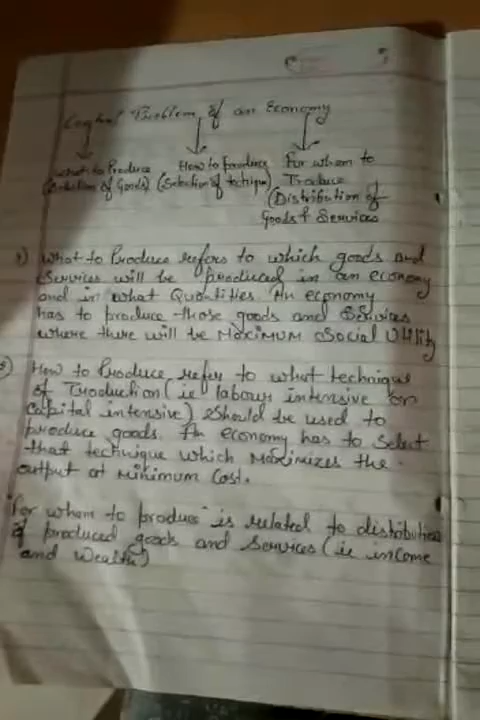 Central Problem of an Economy
What to Produce How to Produce For whom to
(Selection of Goods) (Selection of technique) Produce
(Distribution of
Goods & Services
1) What to Produce refers to which goods and
Services will be produced in an economy
and in what Quantities. An economy
has to produce those goods and Services
where there will be Maximum Social Utility
How to Produce refer to what technique
of Production (ie labour intensive or
Capital intensive) should be used to
produce goods. An economy has to Select
that technique which Maximizes the
output at Minimum Cost.
"For whom to produce" is related to distribution
of produced goods and Services (ie income
and Wealth)